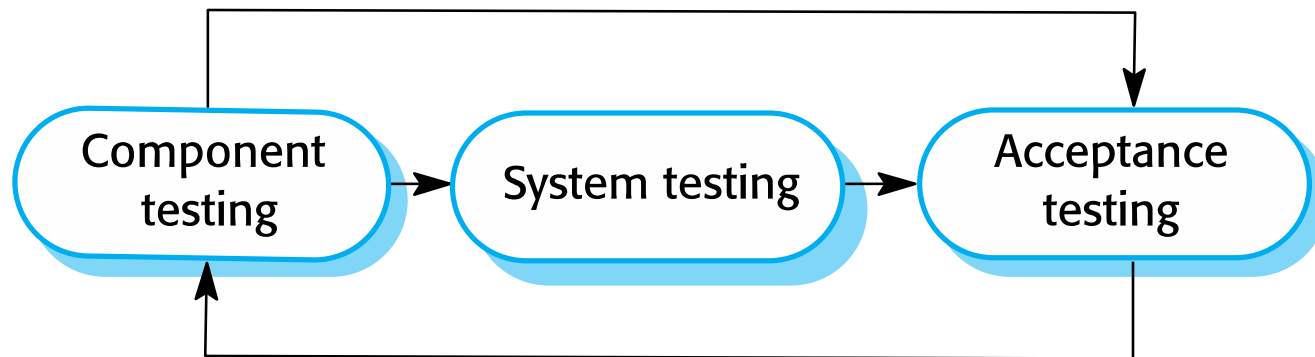 Component
testing
System testing
Acceptance
testing